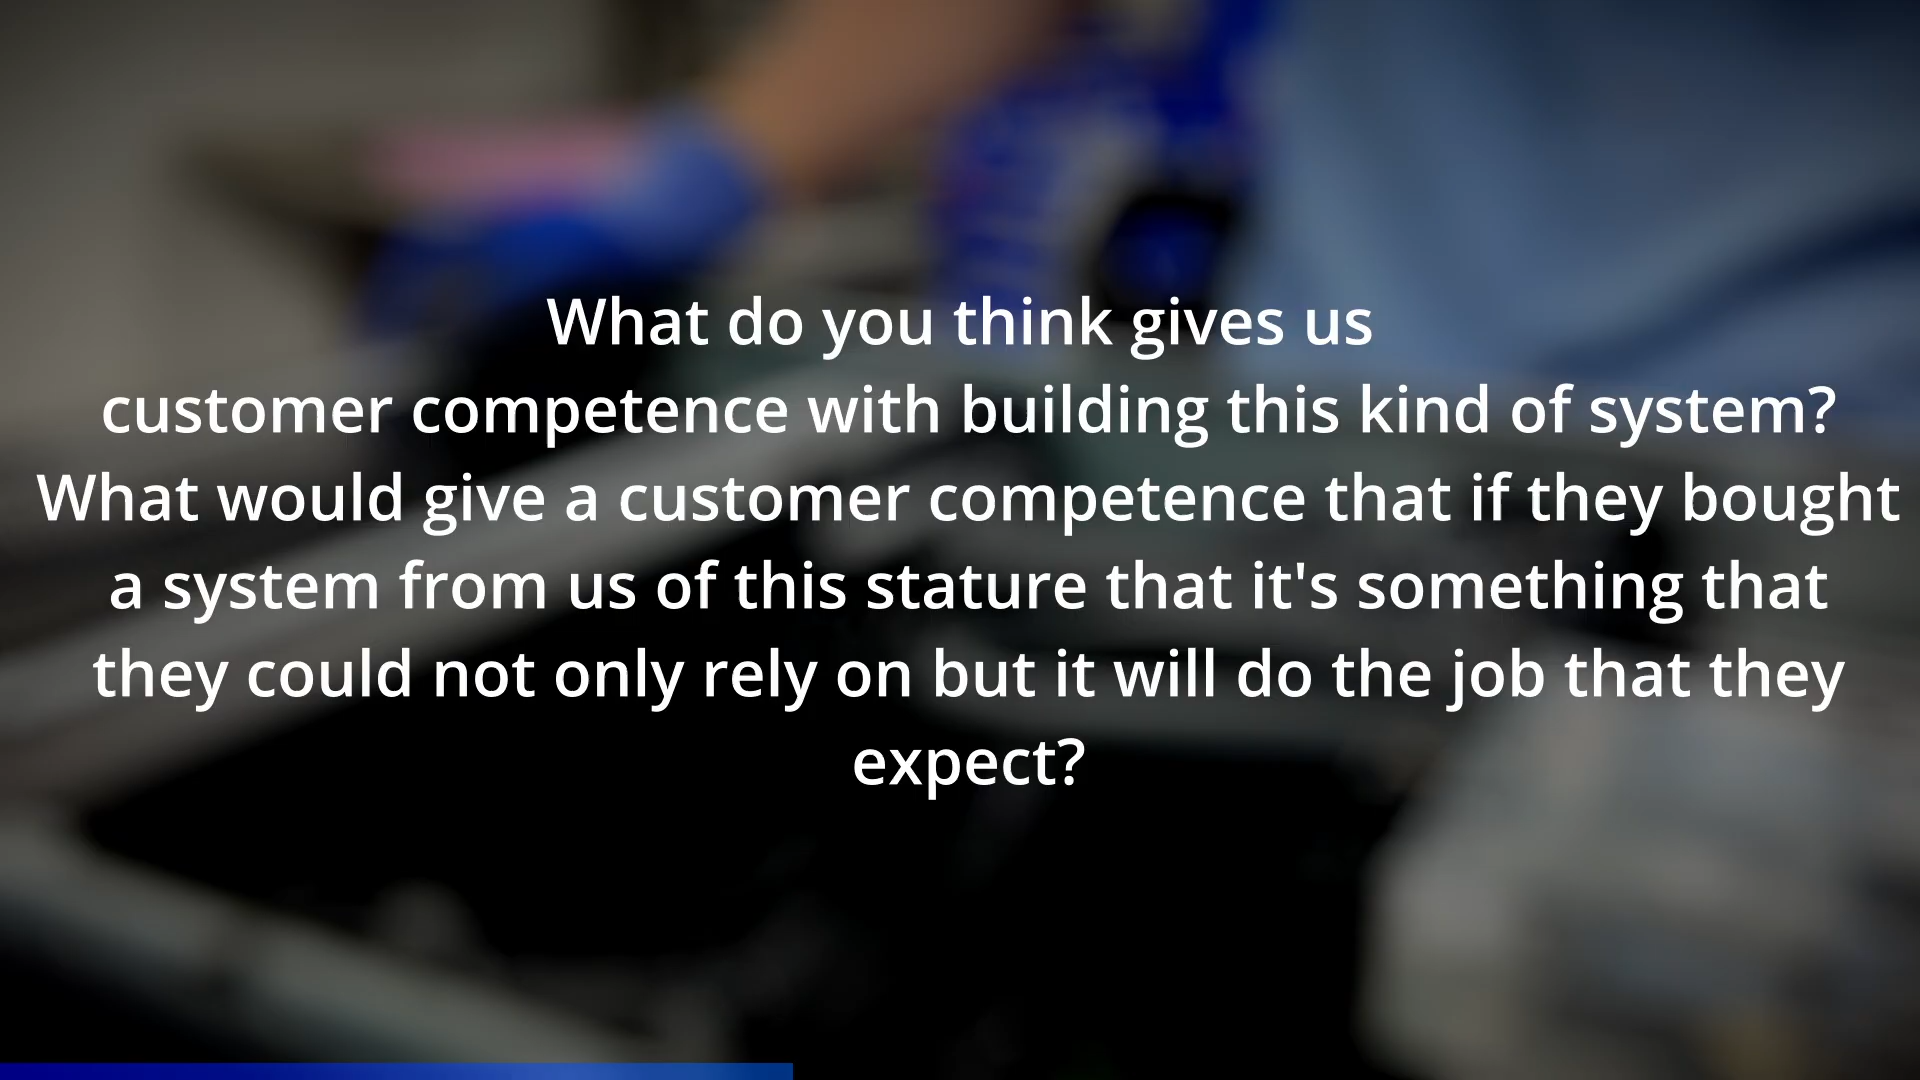 What do you think gives us
customer competence with building this kind of system?
What would give a customer competence that if they bought
a system from us of this stature that it's something that
they could not only rely on but it will do the job that they
expect?